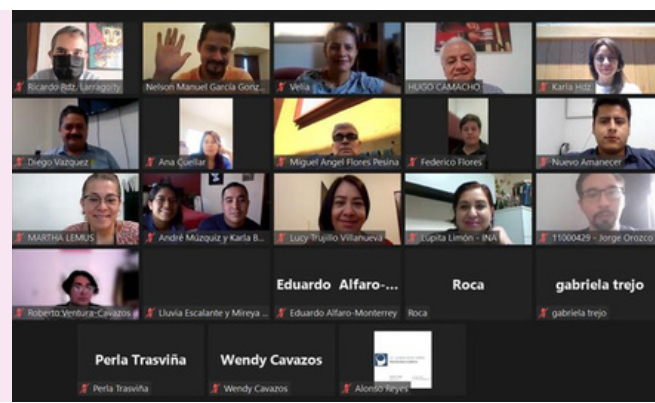 Ricardo Rdz. Larragoity
Nelson Manuel García Gonz...
Velia
HUGO CAMACHO
Karla Hdz
Diego Vazquez
Ana Cuellar
Miguel Angel Flores Pesina
Federico Flores
Nuevo Amanecer
MARTHA LEMUS
André Múzquiz y Karla B...
Lucy Trujillo Villanueva
Lupita Limón - INA
11000429 - Jorge Orozco
Roberto Ventura-Cavazos
Lluvia Escalante y Mireya ...
Eduardo Alfaro-...
Eduardo Alfaro-Monterrey
Roca
Roca
gabriela trejo
gabriela trejo
Perla Trasviña
Perla Trasviña
Wendy Cavazos
Wendy Cavazos
Alonso Reyes